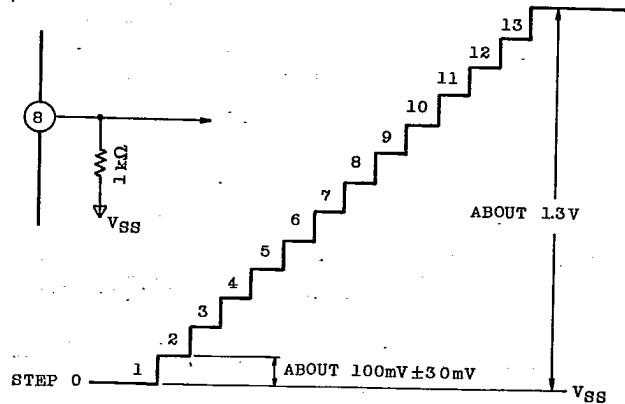 8
1kΩ
VSS
13
12
11
10
9
8
7
6
5
4
3
2
1
STEP 0
ABOUT 1.3V
ABOUT 100mV±30mV
VSS